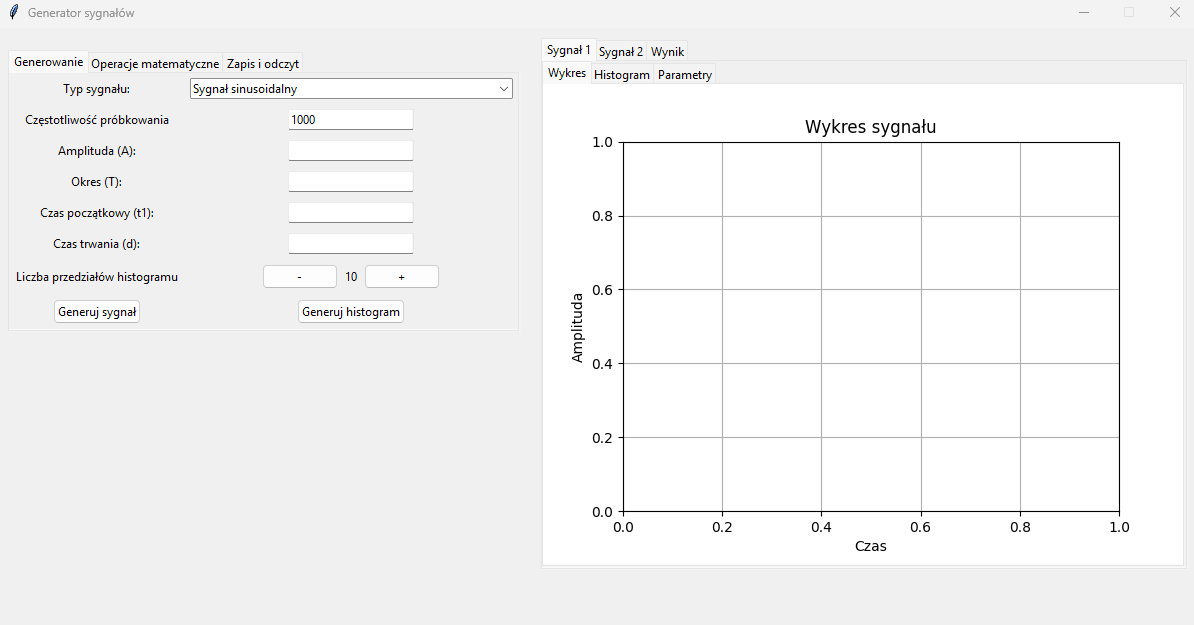 Generator sygnałów
Generowanie Operacje matematyczne Zapis i odczyt
Typ sygnału: Sygnał sinusoidalny
Częstotliwość próbkowania 1000
Amplituda (A):
Okres (T):
Czas początkowy (t1):
Czas trwania (d):
Liczba przedziałów histogramu - 10 +
Generuj sygnał Generuj histogram
Sygnał 1 Sygnał 2 Wynik
Wykres Histogram Parametry
Wykres sygnału
1.0
0.8
0.6
0.4
0.2
0.0
Amplituda
0.0 0.2 0.4 0.6 0.8 1.0
Czas